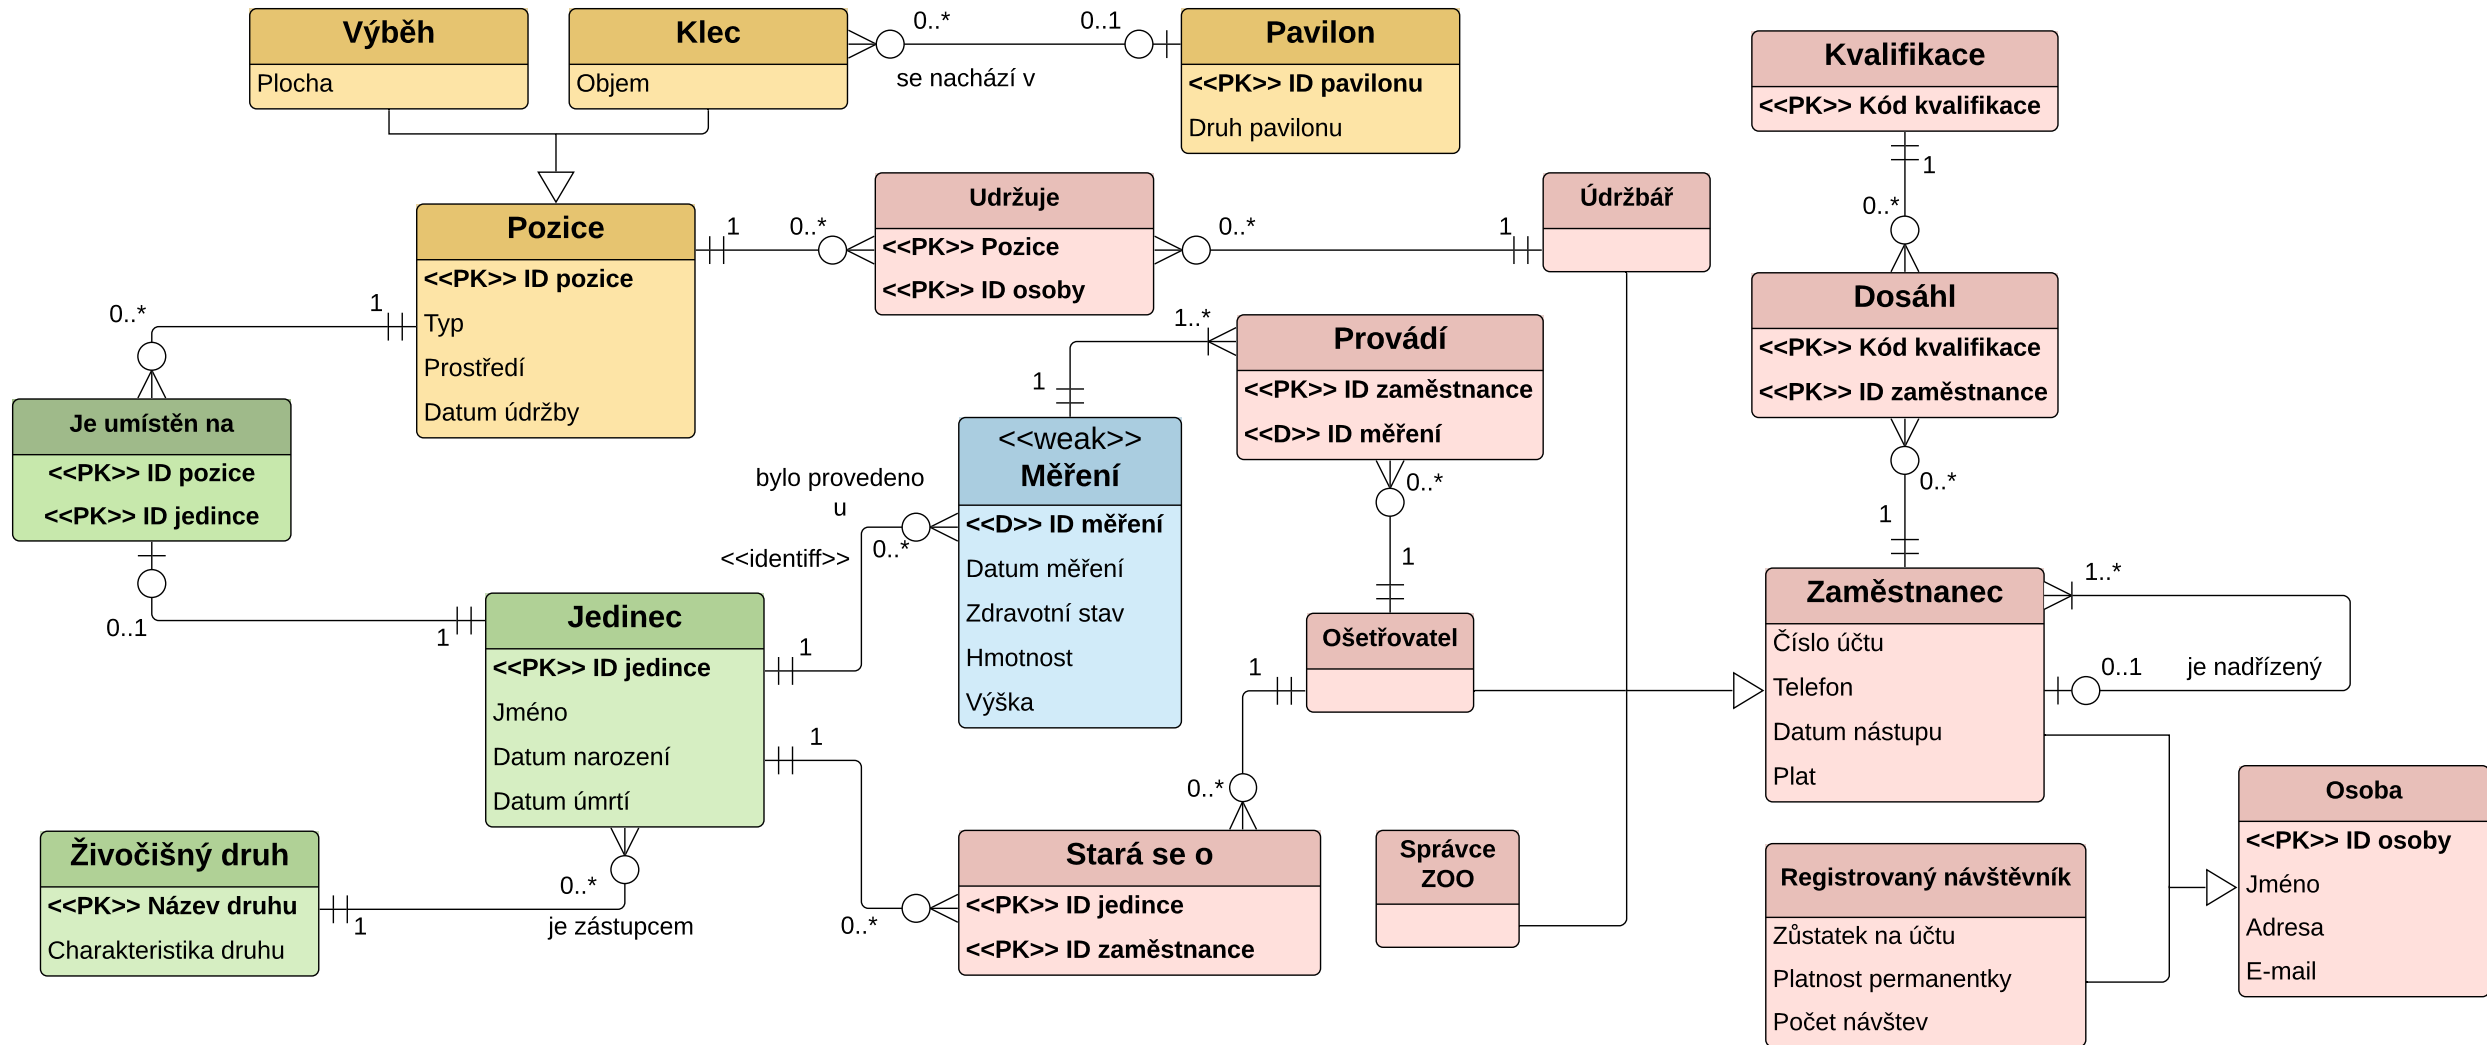 Výběh
Plocha
Klec
Objem
0..*
0..1
se nachází v
Pavilon
<<PK>> ID pavilonu
Druh pavilonu
Kvalifikace
<<PK>> Kód kvalifikace
1
0..*
Pozice
<<PK>> ID pozice
Typ
Prostředí
Datum údržby
1
0..*
Udržuje
<<PK>> Pozice
<<PK>> ID osoby
0..*
1
Údržbář
Dosáhl
<<PK>> Kód kvalifikace
<<PK>> ID zaměstnance
0..*
1
0..*
1
Je umístěn na
<<PK>> ID pozice
<<PK>> ID jedince
0..1
1
1..*
1
Provádí
<<PK>> ID zaměstnance
<<D>> ID měření
0..*
1
<<weak>>
Měření
<<D>> ID měření
Datum měření
Zdravotní stav
Hmotnost
Výška
bylo provedeno
u
<<identiff>>
0..*
1
Jedinec
<<PK>> ID jedince
Jméno
Datum narození
Datum úmrtí
1
0..*
Ošetřovatel
1
0..*
Zaměstnanec
Číslo účtu
Telefon
Datum nástupu
Plat
1..*
0..1
je nadřízený
Živočišný druh
<<PK>> Název druhu
Charakteristika druhu
1
0..*
je zástupcem
Stará se o
<<PK>> ID jedince
<<PK>> ID zaměstnance
Správce
ZOO
Registrovaný návštěvník
Zůstatek na účtu
Platnost permanentky
Počet návštev
Osoba
<<PK>> ID osoby
Jméno
Adresa
E-mail